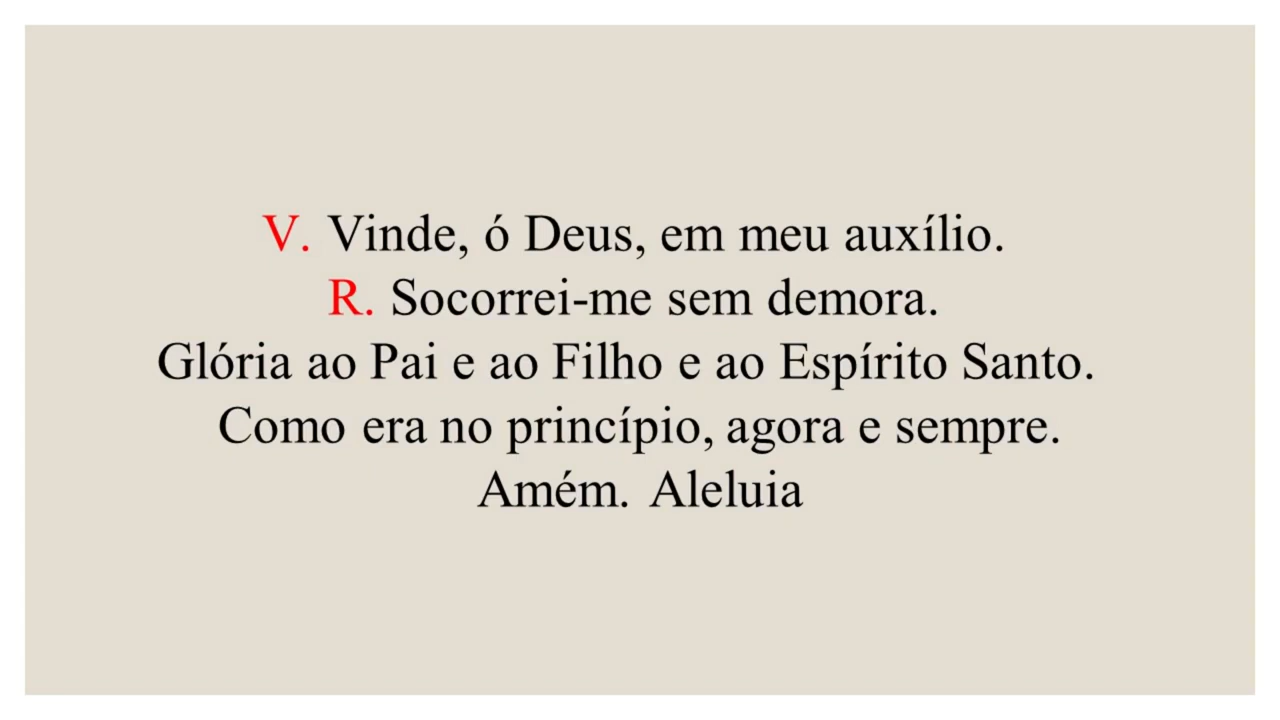 V. Vinde, ó Deus, em meu auxílio.
R. Socorrei-me sem demora.
Glória ao Pai e ao Filho e ao Espírito Santo.
Como era no princípio, agora e sempre.
Amém. Aleluia